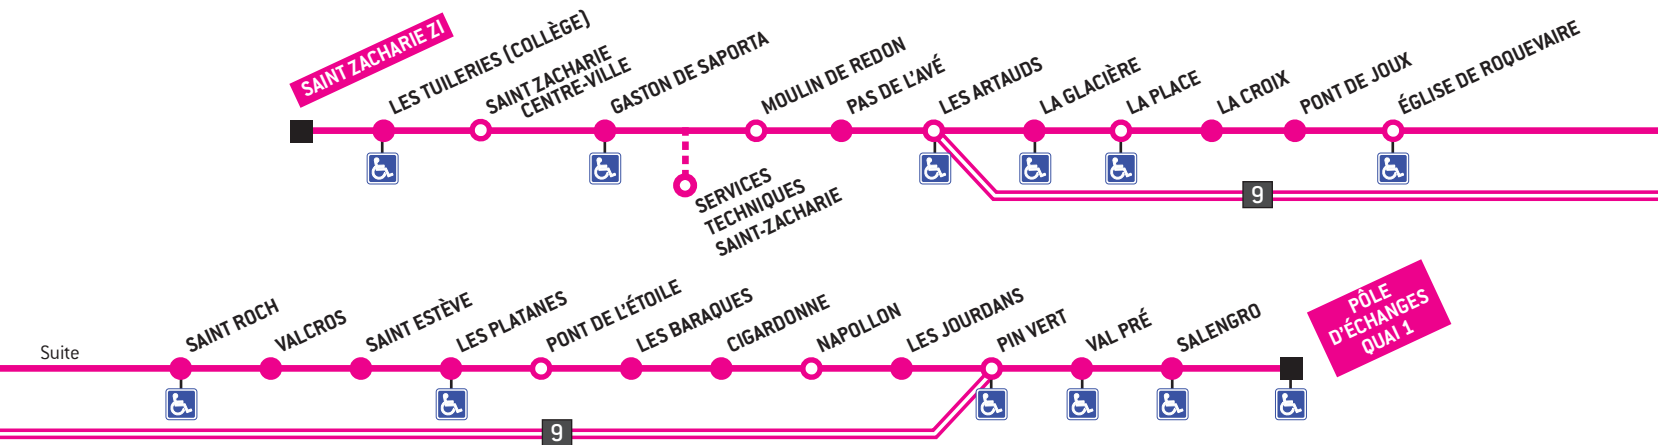 SAINT ZACHARIE ZI
LES TUILERIES (COLLÈGE)
SAINT ZACHARIE
CENTRE-VILLE
GASTON DE SAPORTA
SERVICES
TECHNIQUES
SAINT-ZACHARIE
MOULIN DE REDON
PAS DE L'AVÉ
LES ARTAUDS
LA GLACIÈRE
LA PLACE
LA CROIX
PONT DE JOUX
ÉGLISE DE ROQUEVAIRE
9
Suite
SAINT ROCH
VALCROS
SAINT ESTÈVE
LES PLATANES
PONT DE L'ÉTOILE
LES BARAQUES
CIGARDONNE
NAPOLLON
LES JOURDANS
PIN VERT
VAL PRÉ
SALENGRO
PÔLE
D'ÉCHANGES
QUAI 1
9